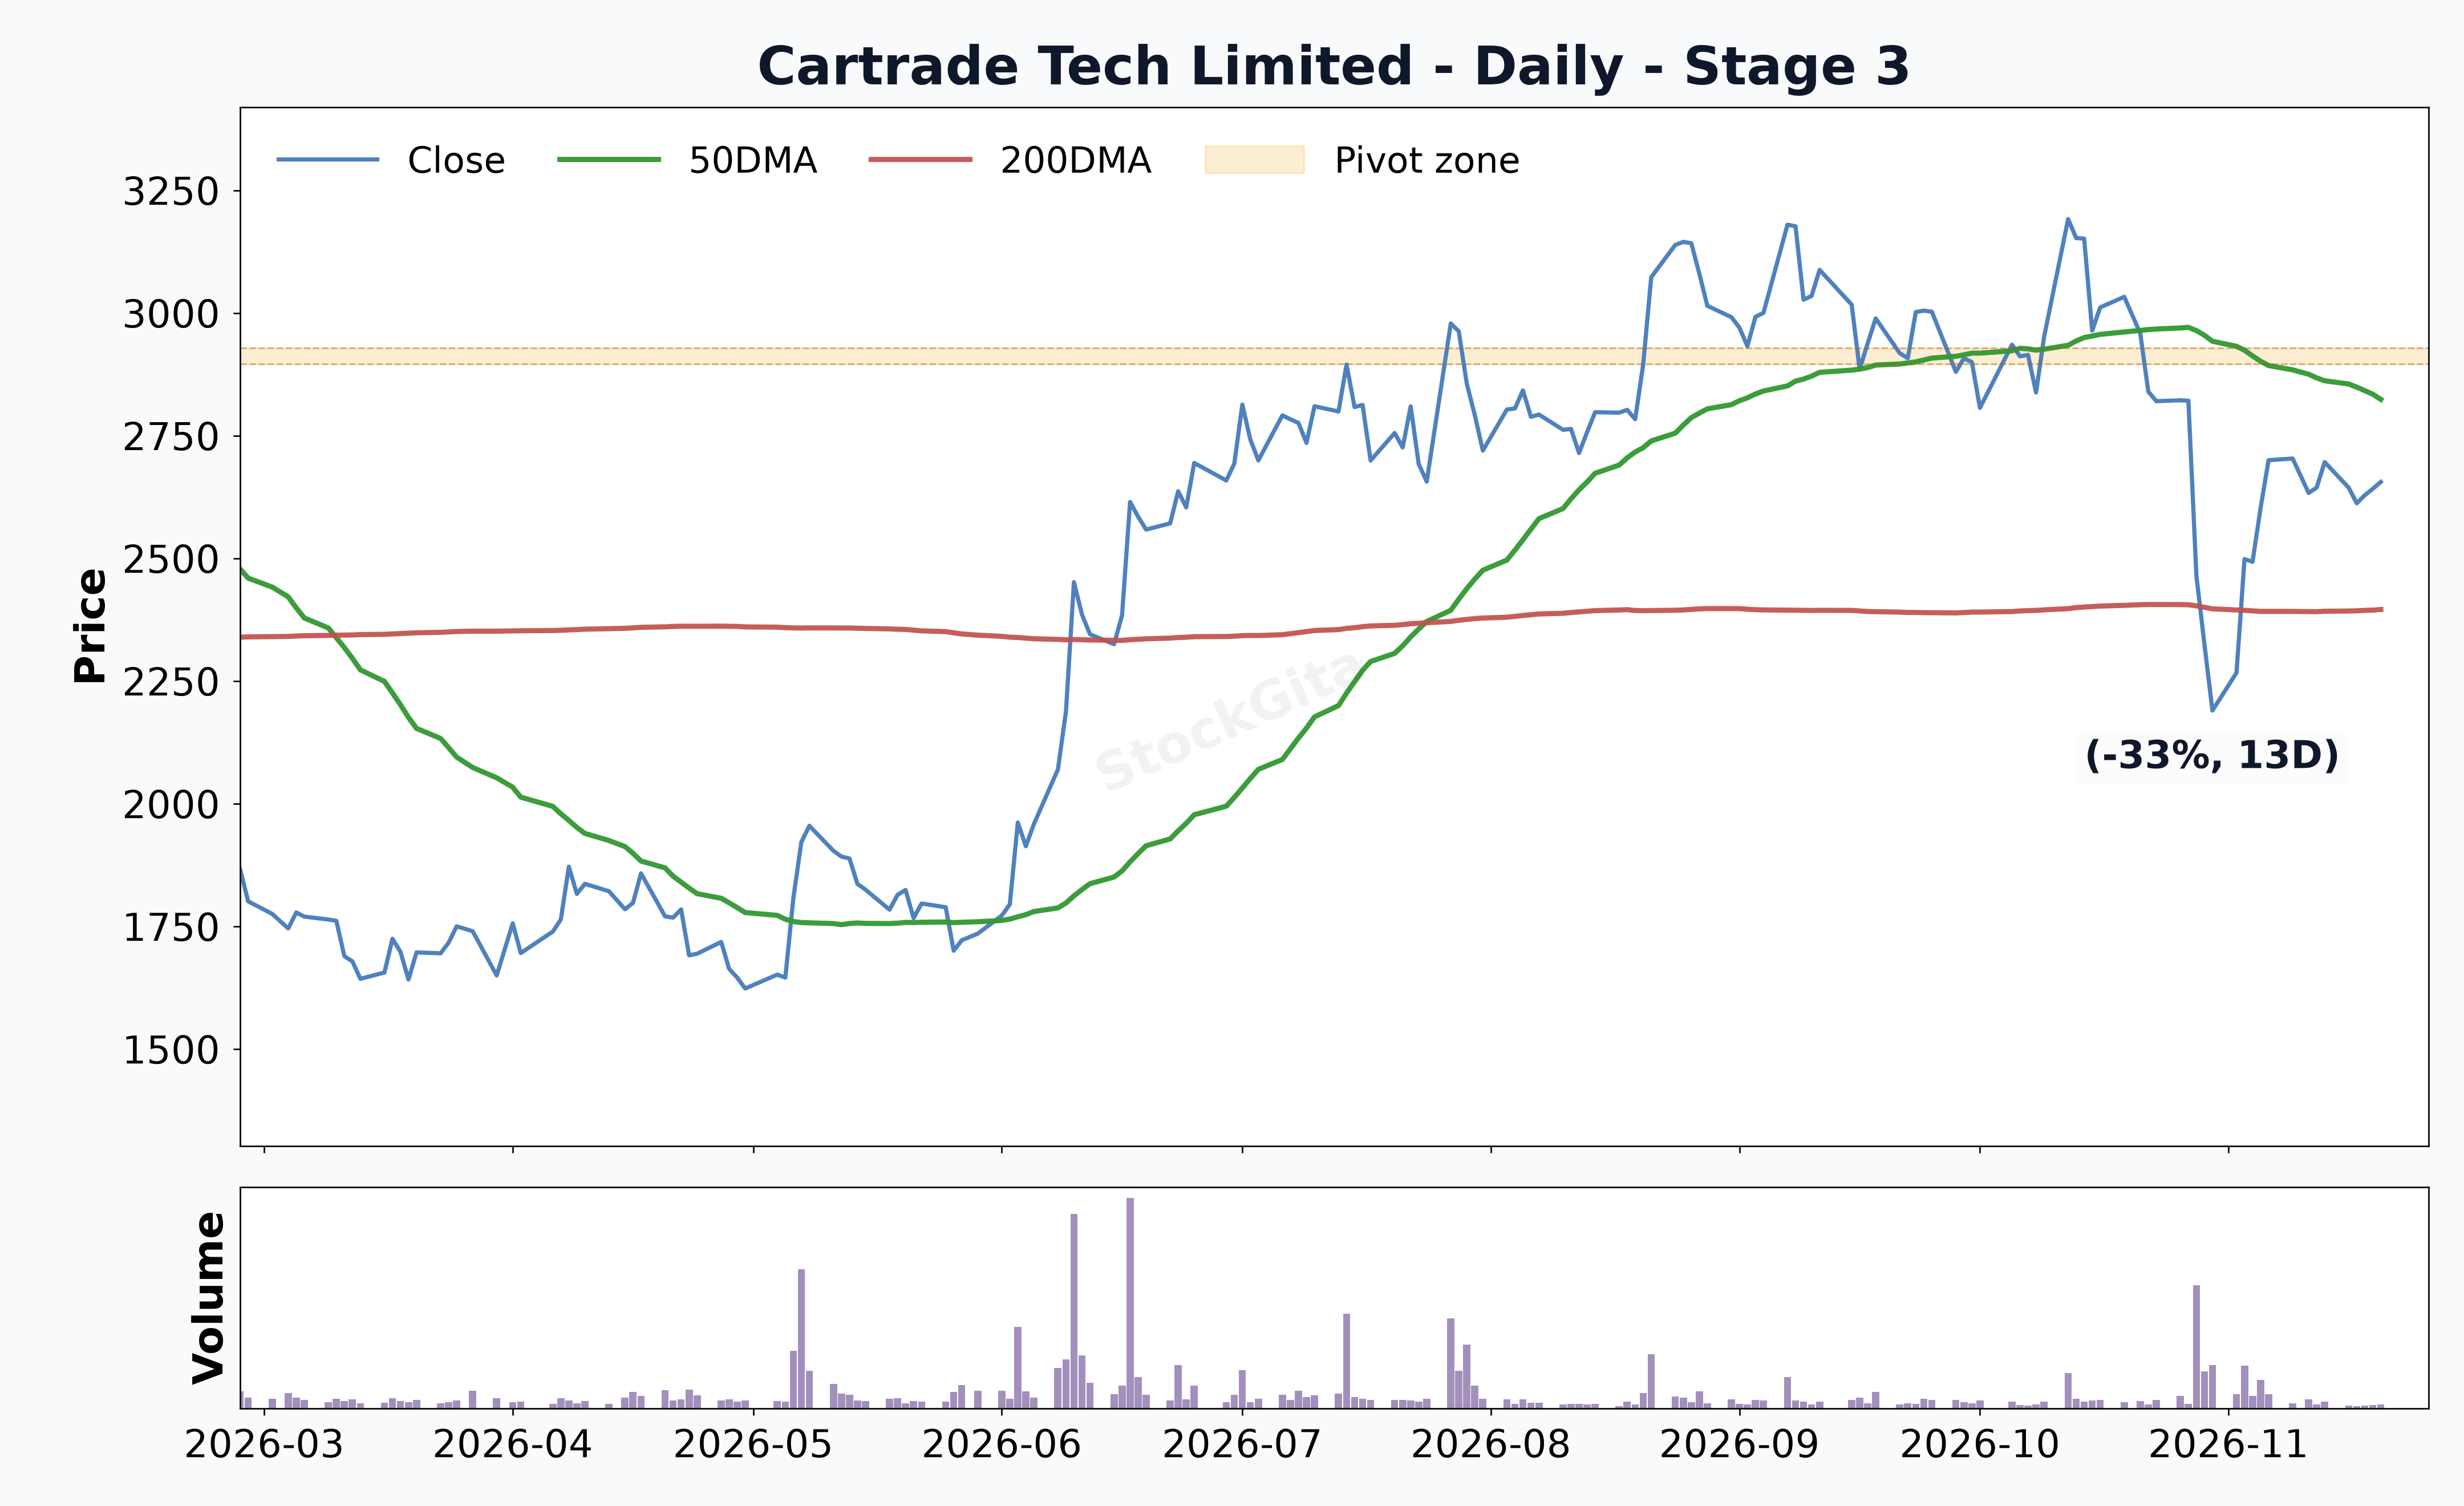 Cartrade Tech Limited - Daily - Stage 3
Close 50DMA 200DMA Pivot zone
3250
3000
2750
2500
2250
2000
1750
1500
Price
StockGita
(-33%, 13D)
Volume
2026-03 2026-04 2026-05 2026-06 2026-07 2026-08 2026-09 2026-10 2026-11